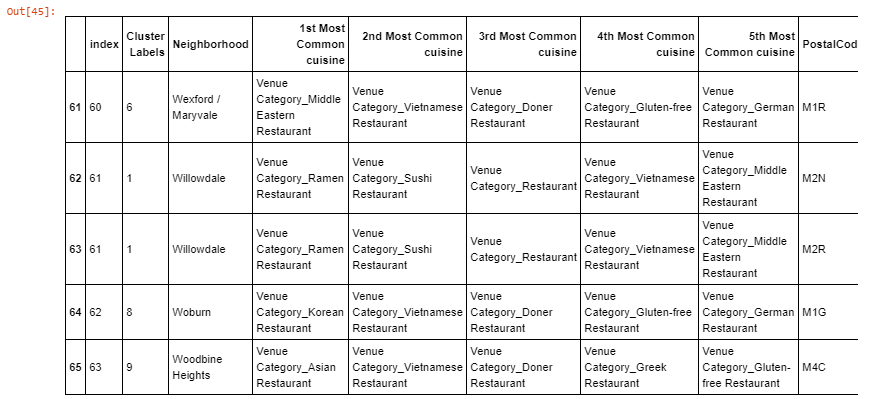 Out[45]:
index Cluster Labels Neighborhood 1st Most Common cuisine 2nd Most Common cuisine 3rd Most Common cuisine 4th Most Common cuisine 5th Most Common cuisine PostalCod
61 60 6 Wexford / Maryvale Venue Category_Middle Eastern Restaurant Venue Category_Vietnamese Restaurant Venue Category_Doner Restaurant Venue Category_Gluten-free Restaurant Venue Category_German Restaurant M1R
62 61 1 Willowdale Venue Category_Ramen Restaurant Venue Category_Sushi Restaurant Venue Category_Restaurant Venue Category_Vietnamese Restaurant Venue Category_Middle Eastern Restaurant M2N
63 61 1 Willowdale Venue Category_Ramen Restaurant Venue Category_Sushi Restaurant Venue Category_Restaurant Venue Category_Vietnamese Restaurant Venue Category_Middle Eastern Restaurant M2R
64 62 8 Woburn Venue Category_Korean Restaurant Venue Category_Vietnamese Restaurant Venue Category_Doner Restaurant Venue Category_Gluten-free Restaurant Venue Category_German Restaurant M1G
65 63 9 Woodbine Heights Venue Category_Asian Restaurant Venue Category_Vietnamese Restaurant Venue Category_Doner Restaurant Venue Category_Greek Restaurant Venue Category_Gluten-free Restaurant M4C